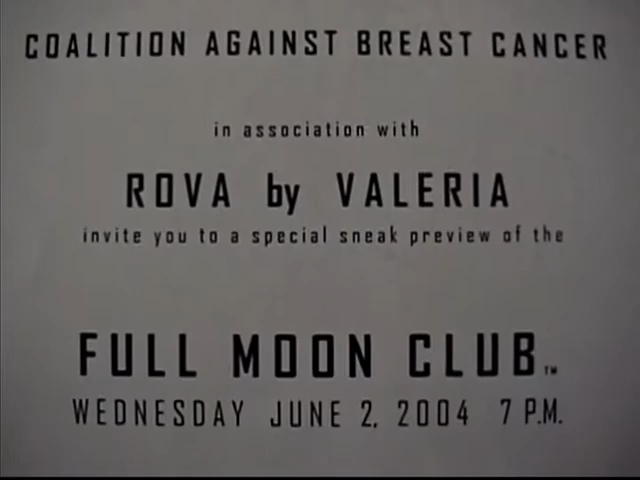 COALITION AGAINST BREAST CANCER
in association with
ROVA by VALERIA
invite you to a special sneak preview of the
FULL MOON CLUB™
WEDNESDAY JUNE 2, 2004 7 P.M.